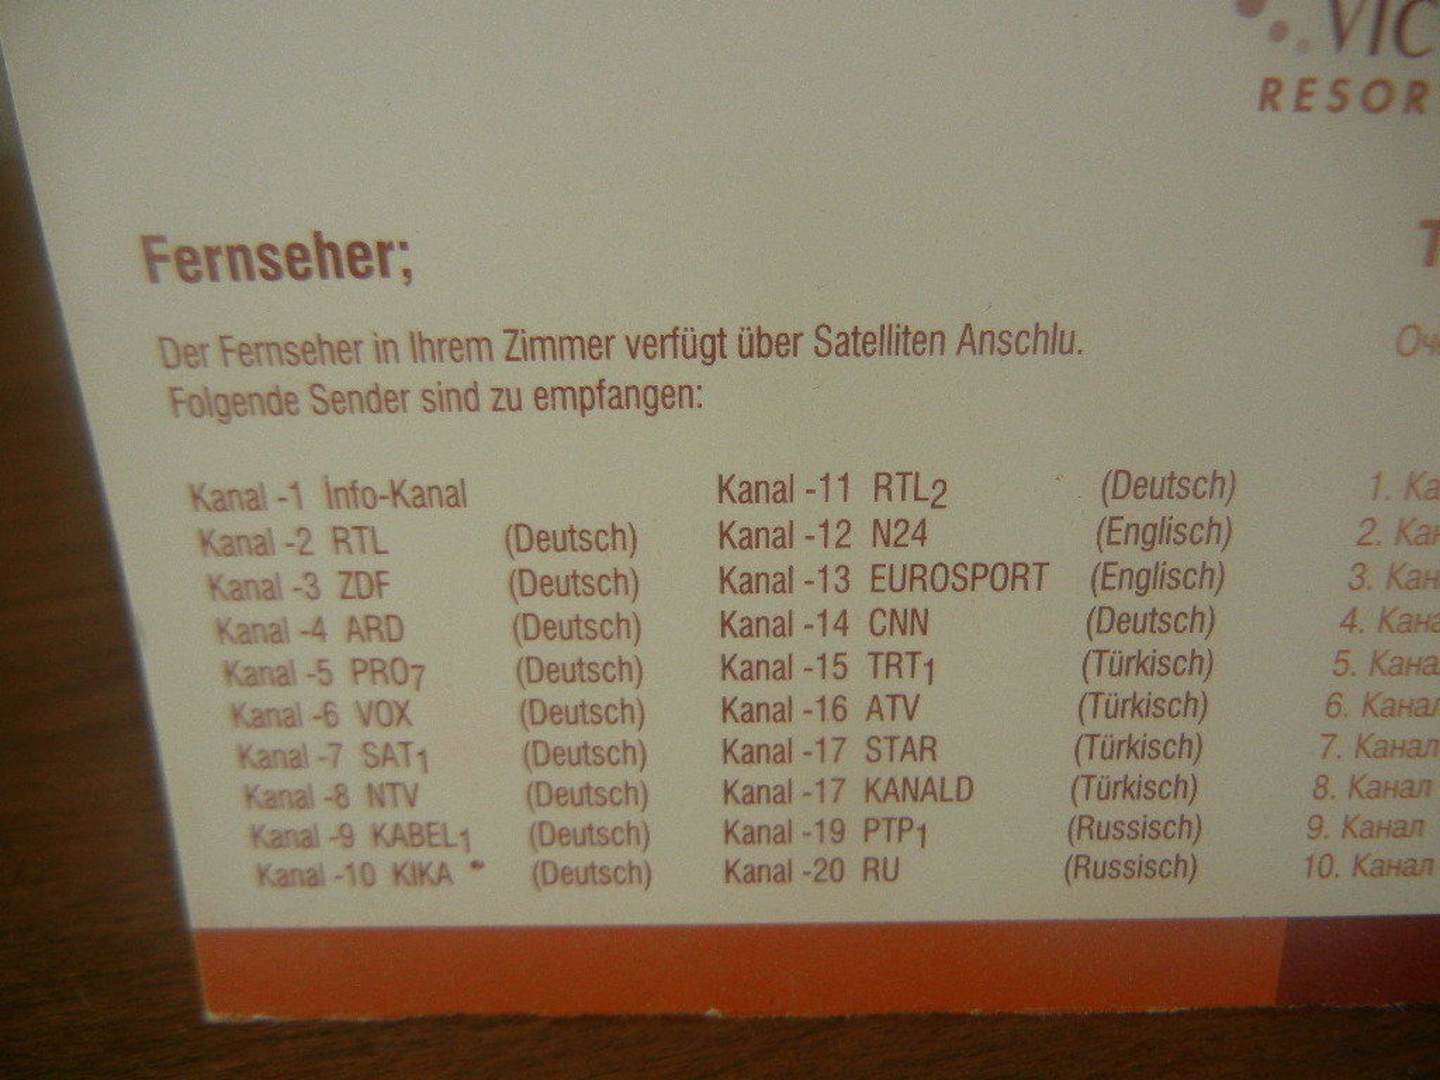 VIC
RESOR
Fernseher;
Der Fernseher in Ihrem Zimmer verfügt über Satelliten Anschlu.
Folgende Sender sind zu empfangen:
Kanal -1 Info-Kanal
Kanal -2 RTL (Deutsch)
Kanal -3 ZDF (Deutsch)
Kanal -4 ARD (Deutsch)
Kanal -5 PRO7 (Deutsch)
Kanal -6 VOX (Deutsch)
Kanal -7 SAT1 (Deutsch)
Kanal -8 NTV (Deutsch)
Kanal -9 KABEL1 (Deutsch)
Kanal -10 KIKA (Deutsch)
Kanal -11 RTL2 (Deutsch)
Kanal -12 N24 (Englisch)
Kanal -13 EUROSPORT (Englisch)
Kanal -14 CNN (Deutsch)
Kanal -15 TRT1 (Türkisch)
Kanal -16 ATV (Türkisch)
Kanal -17 STAR (Türkisch)
Kanal -17 KANALD (Türkisch)
Kanal -19 PTP1 (Russisch)
Kanal -20 RU (Russisch)
1. Ка
2. Кан
3. Кан
4. Кана
5. Кана
6. Канал
7. Канал
8. Канал
9. Канал
10. Канал